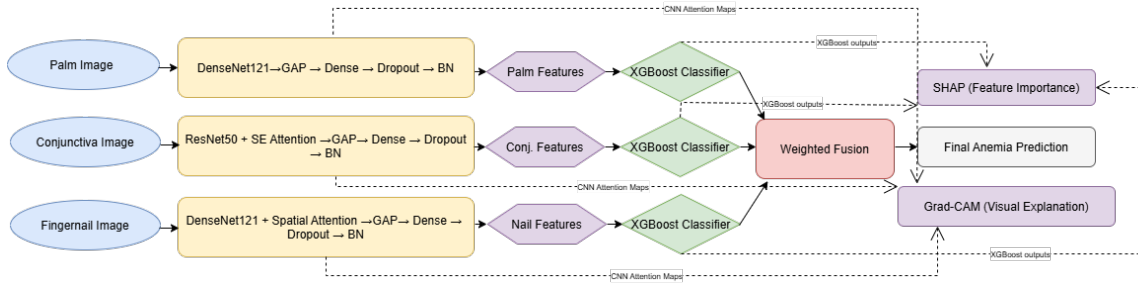 CNN Attention Maps
XGBoost outputs
Palm Image
DenseNet121→GAP → Dense → Dropout → BN
Palm Features
XGBoost Classifier
SHAP (Feature Importance)
XGBoost outputs
Conjunctiva Image
ResNet50 + SE Attention →GAP→ Dense → Dropout
→ BN
Conj. Features
XGBoost Classifier
Weighted Fusion
Final Anemia Prediction
CNN Attention Maps
Fingernail Image
DenseNet121 + Spatial Attention →GAP→ Dense →
Dropout → BN
Nail Features
XGBoost Classifier
Grad-CAM (Visual Explanation)
XGBoost outputs
CNN Attention Maps